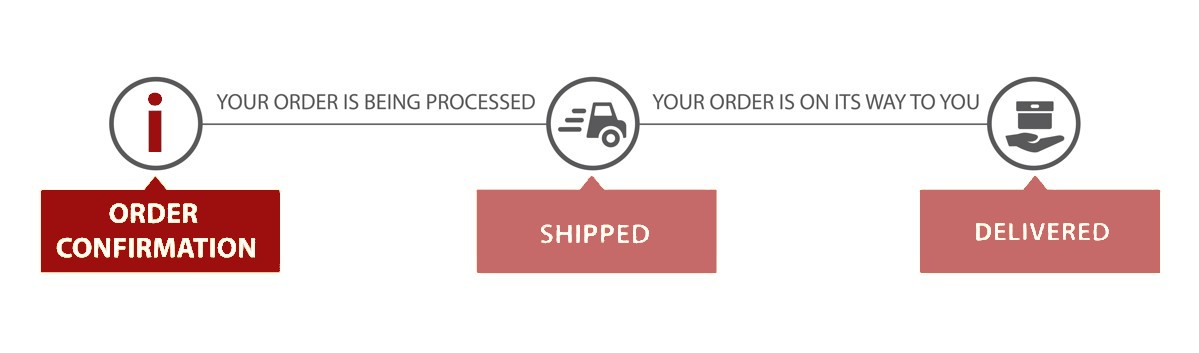 YOUR ORDER IS BEING PROCESSED
YOUR ORDER IS ON ITS WAY TO YOU
ORDER
CONFIRMATION
SHIPPED
DELIVERED